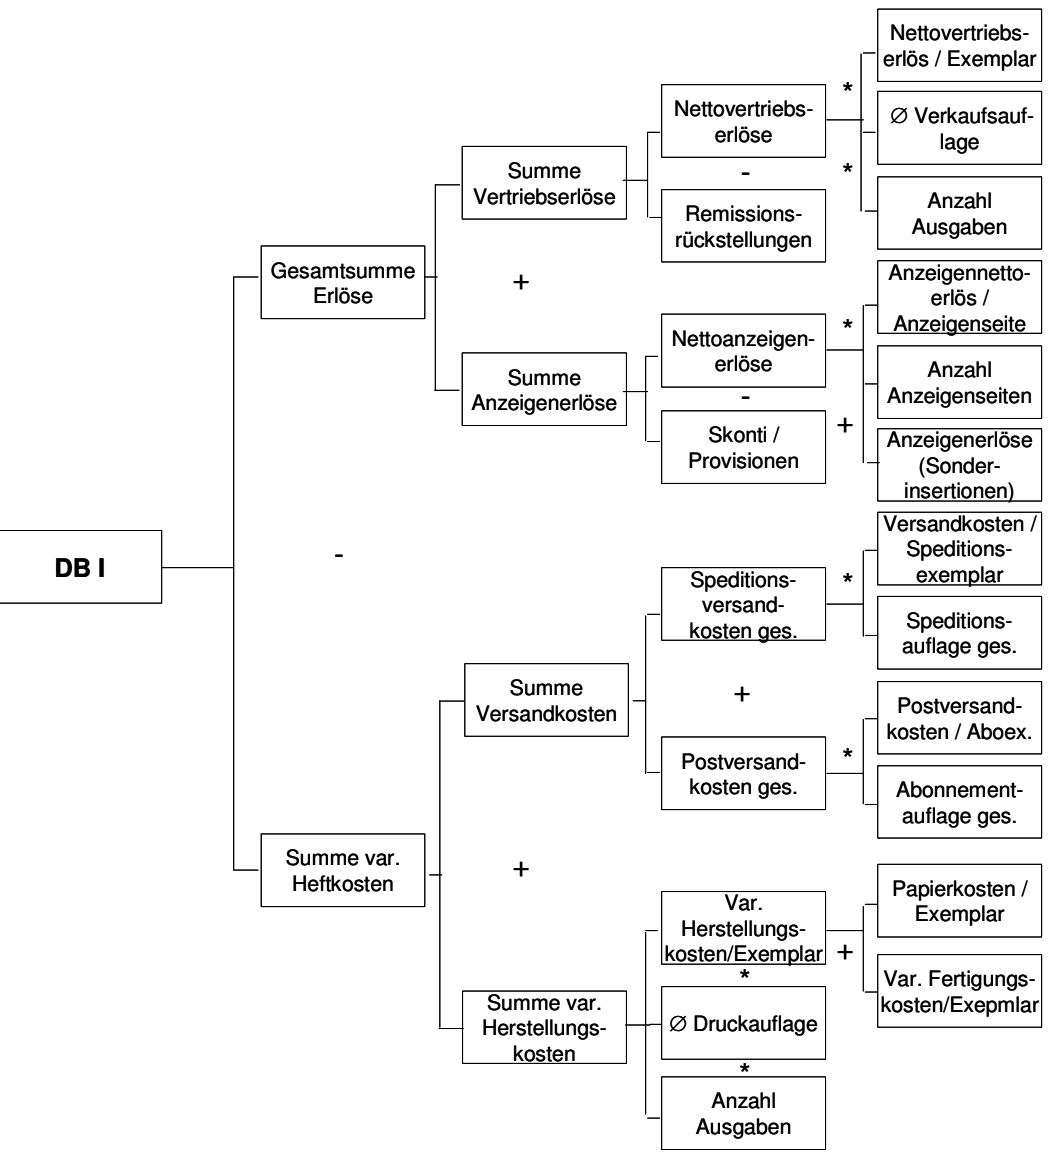 Nettovertriebs-
erlös / Exemplar
*
Nettovertriebs-
erlöse
∅ Verkaufsauf-
lage
Summe
Vertriebserlöse
-
*
Remissions-
rückstellungen
Anzahl
Ausgaben
Gesamtsumme
Erlöse
+
Anzeigennetto-
erlös /
Anzeigenseite
*
Nettoanzeigen-
erlöse
Anzahl
Anzeigenseiten
Summe
Anzeigenerlöse
-
+
Skonti /
Provisionen
Anzeigenerlöse
(Sonder-
insertionen)
DB I
-
Versandkosten /
Speditions-
exemplar
*
Speditions-
versand-
kosten ges.
Speditions-
auflage ges.
Summe
Versandkosten
+
Postversand-
kosten / Aboex.
*
Postversand-
kosten ges.
Abonnement-
auflage ges.
Summe var.
Heftkosten
+
Papierkosten /
Exemplar
Var.
Herstellungs-
kosten/Exemplar
+
*
Var. Fertigungs-
kosten/Exepmlar
Summe var.
Herstellungs-
kosten
∅ Druckauflage
*
Anzahl
Ausgaben